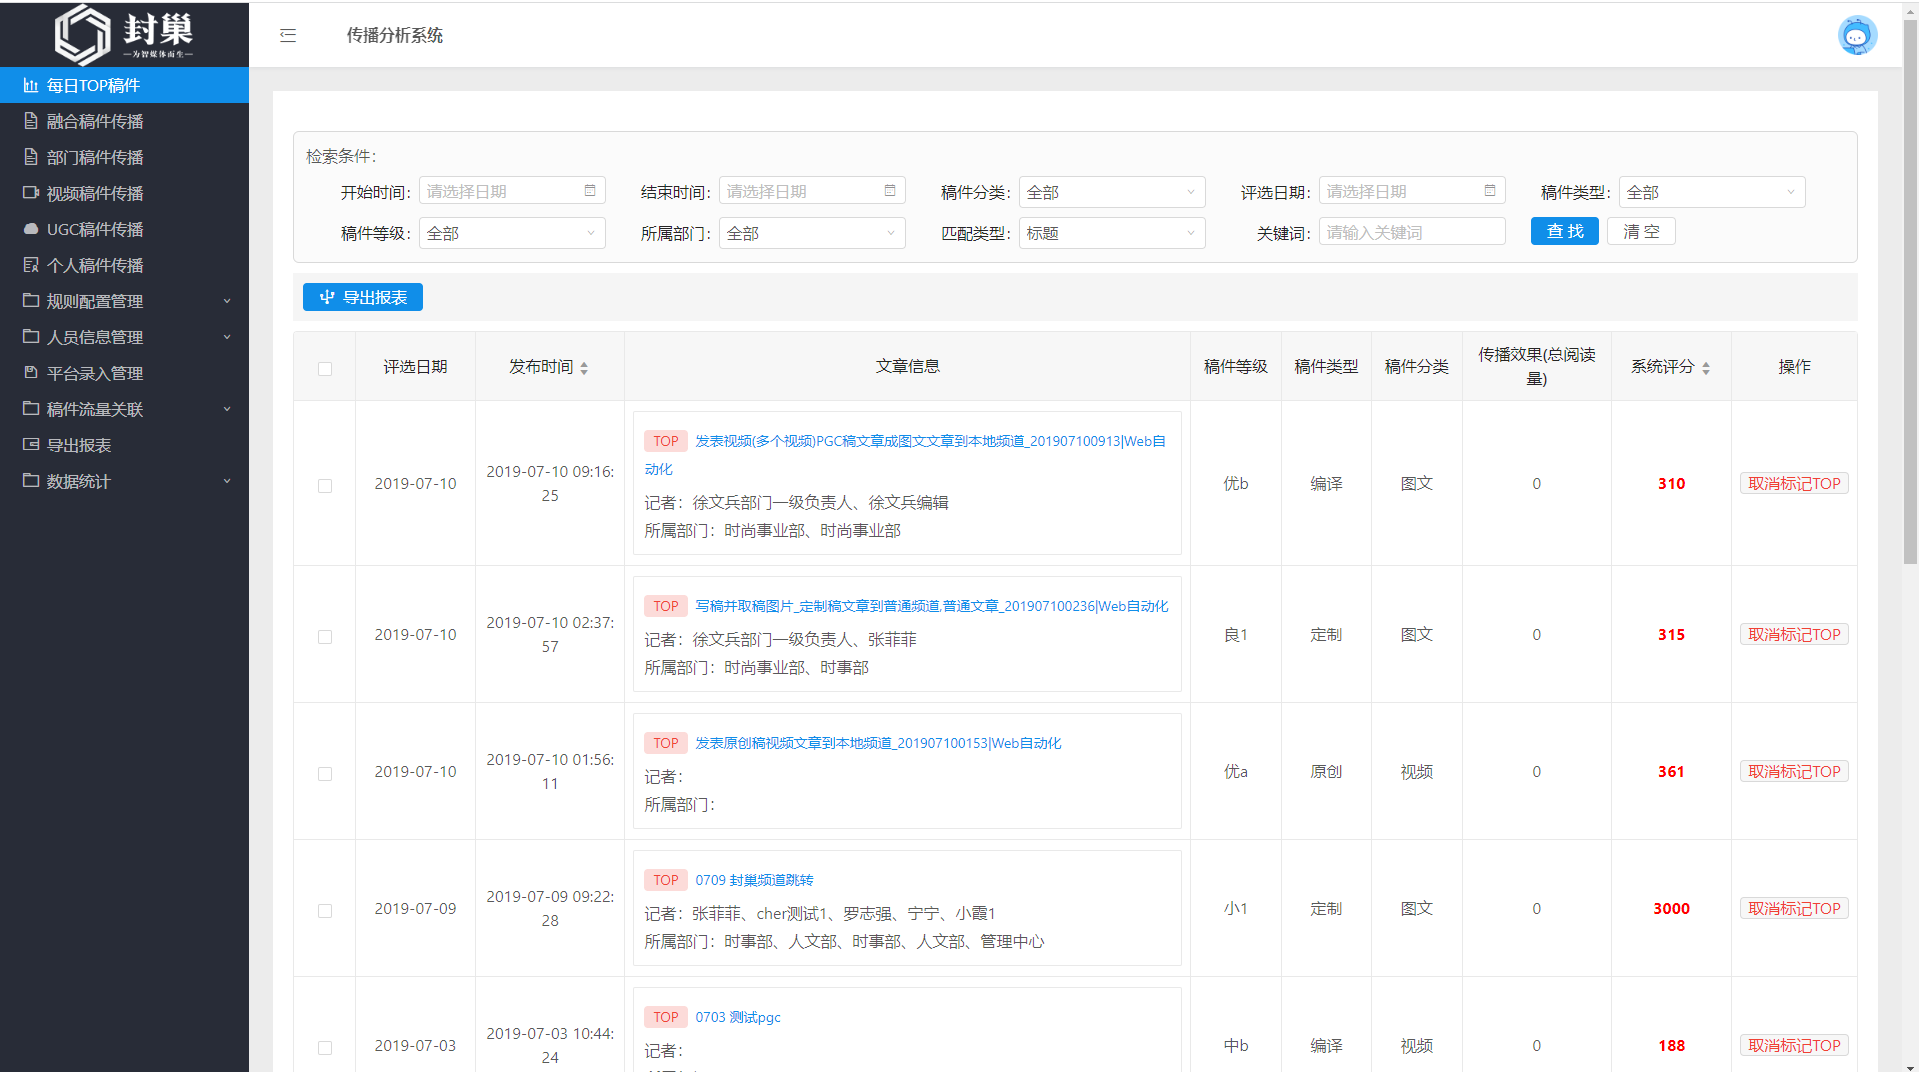 封巢
—为智媒体而生—
传播分析系统
每日TOP稿件
融合稿件传播
部门稿件传播
视频稿件传播
UGC稿件传播
个人稿件传播
规则配置管理
人员信息管理
平台录入管理
稿件流量关联
导出报表
数据统计
检索条件：
开始时间： 请选择日期 结束时间： 请选择日期 稿件分类： 全部 评选日期： 请选择日期 稿件类型： 全部
稿件等级： 全部 所属部门： 全部 匹配类型： 标题 关键词： 请输入关键词 查 找 清 空
导出报表
评选日期 发布时间 文章信息 稿件等级 稿件类型 稿件分类 传播效果(总阅读 系统评分 操作
量)
TOP 发表视频(多个视频)PGC稿文章成图文文章到本地频道_201907100913|Web自
动化
2019-07-10 2019-07-10 09:16: 优b 编译 图文 0 310 取消标记TOP
25
记者：徐文兵部门一级负责人、徐文兵编辑
所属部门：时尚事业部、时尚事业部
TOP 写稿并取稿图片_定制稿文章到普通频道,普通文章_201907100236|Web自动化
2019-07-10 2019-07-10 02:37: 良1 定制 图文 0 315 取消标记TOP
57
记者：徐文兵部门一级负责人、张菲菲
所属部门：时尚事业部、时事部
TOP 发表原创稿视频文章到本地频道_201907100153|Web自动化
2019-07-10 2019-07-10 01:56: 优a 原创 视频 0 361 取消标记TOP
11
记者：
所属部门：
TOP 0709 封巢频道跳转
2019-07-09 2019-07-09 09:22: 小1 定制 图文 0 3000 取消标记TOP
28
记者：张菲菲、cher测试1、罗志强、宁宁、小霞1
所属部门：时事部、人文部、时事部、人文部、管理中心
TOP 0703 测试pgc
2019-07-03 2019-07-03 10:44: 中b 编译 视频 0 188 取消标记TOP
24
记者：